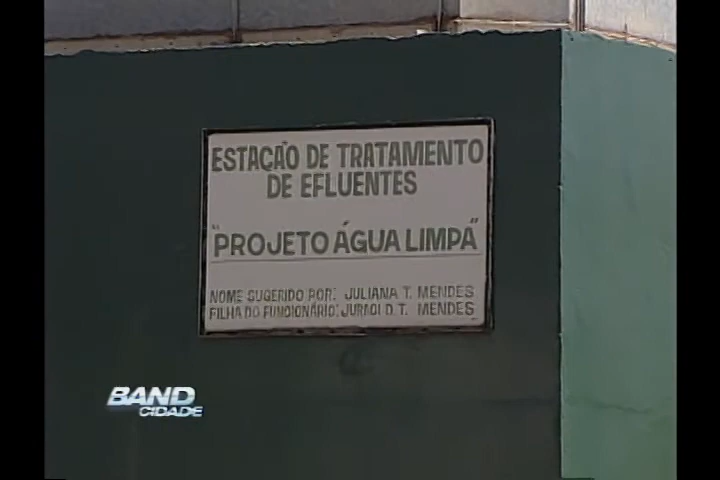 ESTAÇÃO DE TRATAMENTO
DE EFLUENTES
"PROJETO ÁGUA LIMPA"
NOME SUGERIDO POR: JULIANA T. MENDES
FILHA DO FUNCIONÁRIO: JURACI D. T. MENDES
BAND
CIDADE